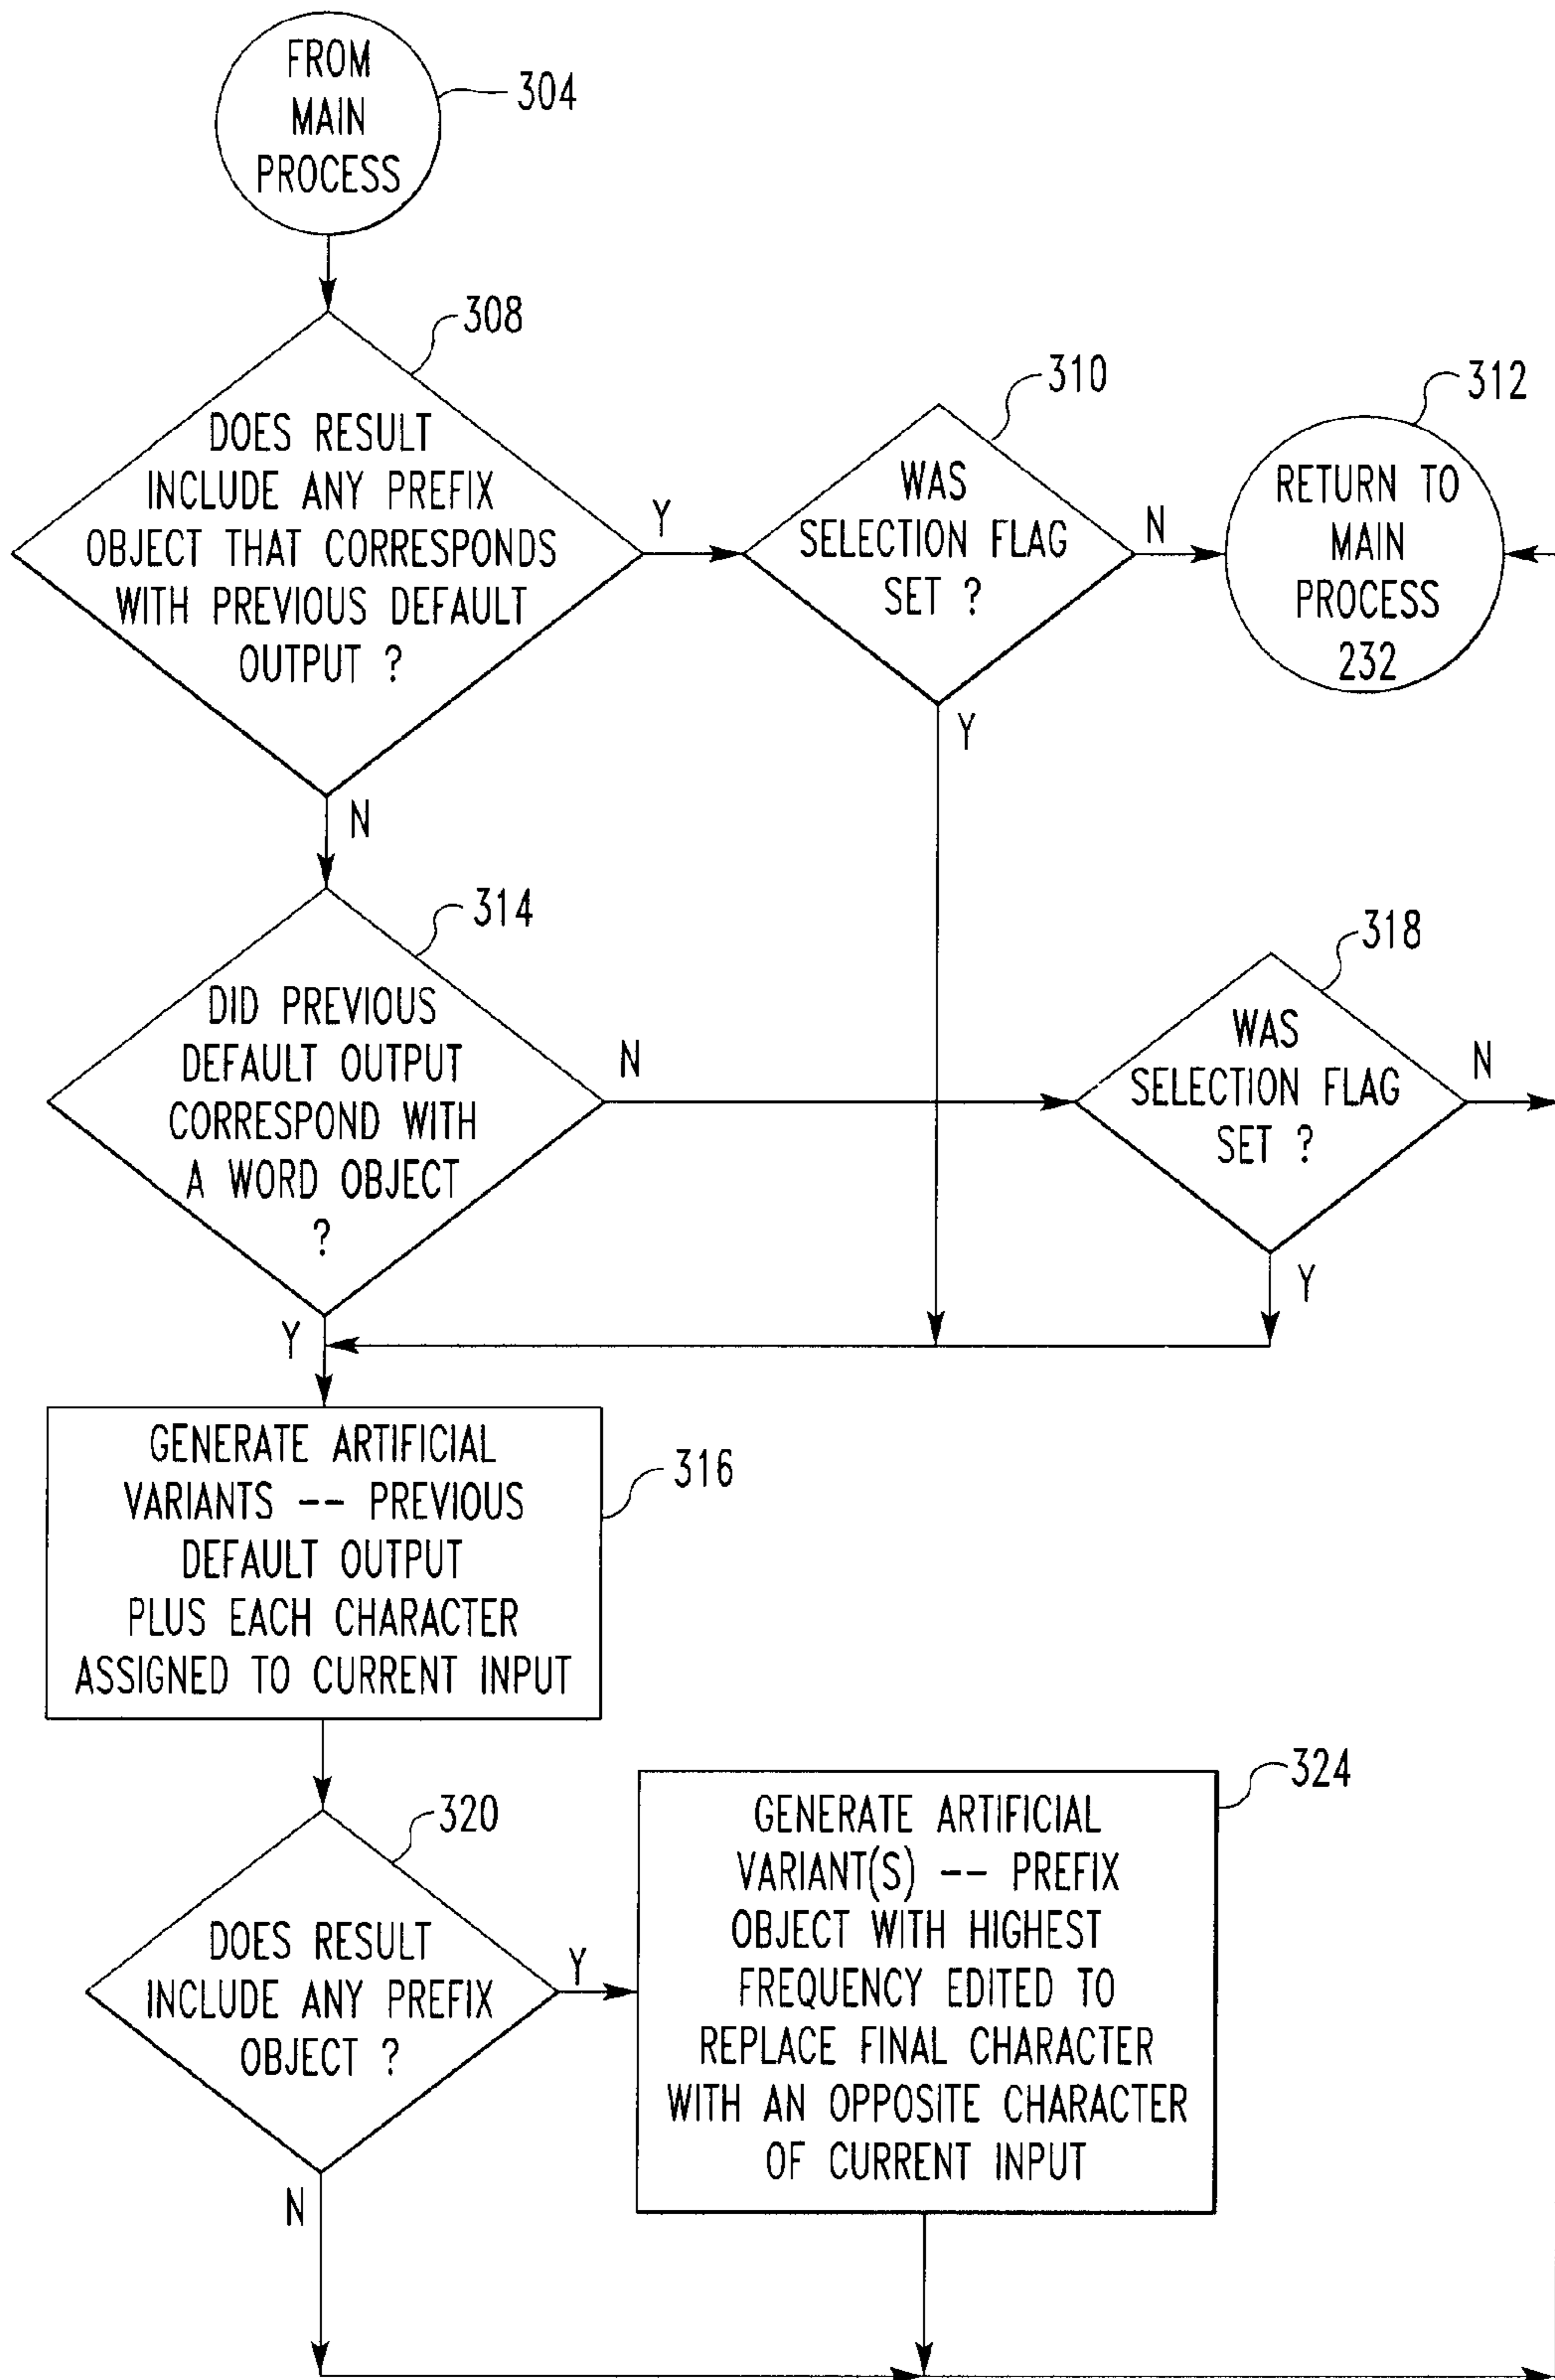 FROM
MAIN
PROCESS
304
308
DOES RESULT
INCLUDE ANY PREFIX
OBJECT THAT CORRESPONDS
WITH PREVIOUS DEFAULT
OUTPUT ?
Y
N
310
WAS
SELECTION FLAG
SET ?
N
Y
312
RETURN TO
MAIN
PROCESS
232
314
DID PREVIOUS
DEFAULT OUTPUT
CORRESPOND WITH
A WORD OBJECT
?
N
Y
318
WAS
SELECTION FLAG
SET ?
N
Y
316
GENERATE ARTIFICIAL
VARIANTS -- PREVIOUS
DEFAULT OUTPUT
PLUS EACH CHARACTER
ASSIGNED TO CURRENT INPUT
320
DOES RESULT
INCLUDE ANY PREFIX
OBJECT ?
Y
N
324
GENERATE ARTIFICIAL
VARIANT(S) -- PREFIX
OBJECT WITH HIGHEST
FREQUENCY EDITED TO
REPLACE FINAL CHARACTER
WITH AN OPPOSITE CHARACTER
OF CURRENT INPUT